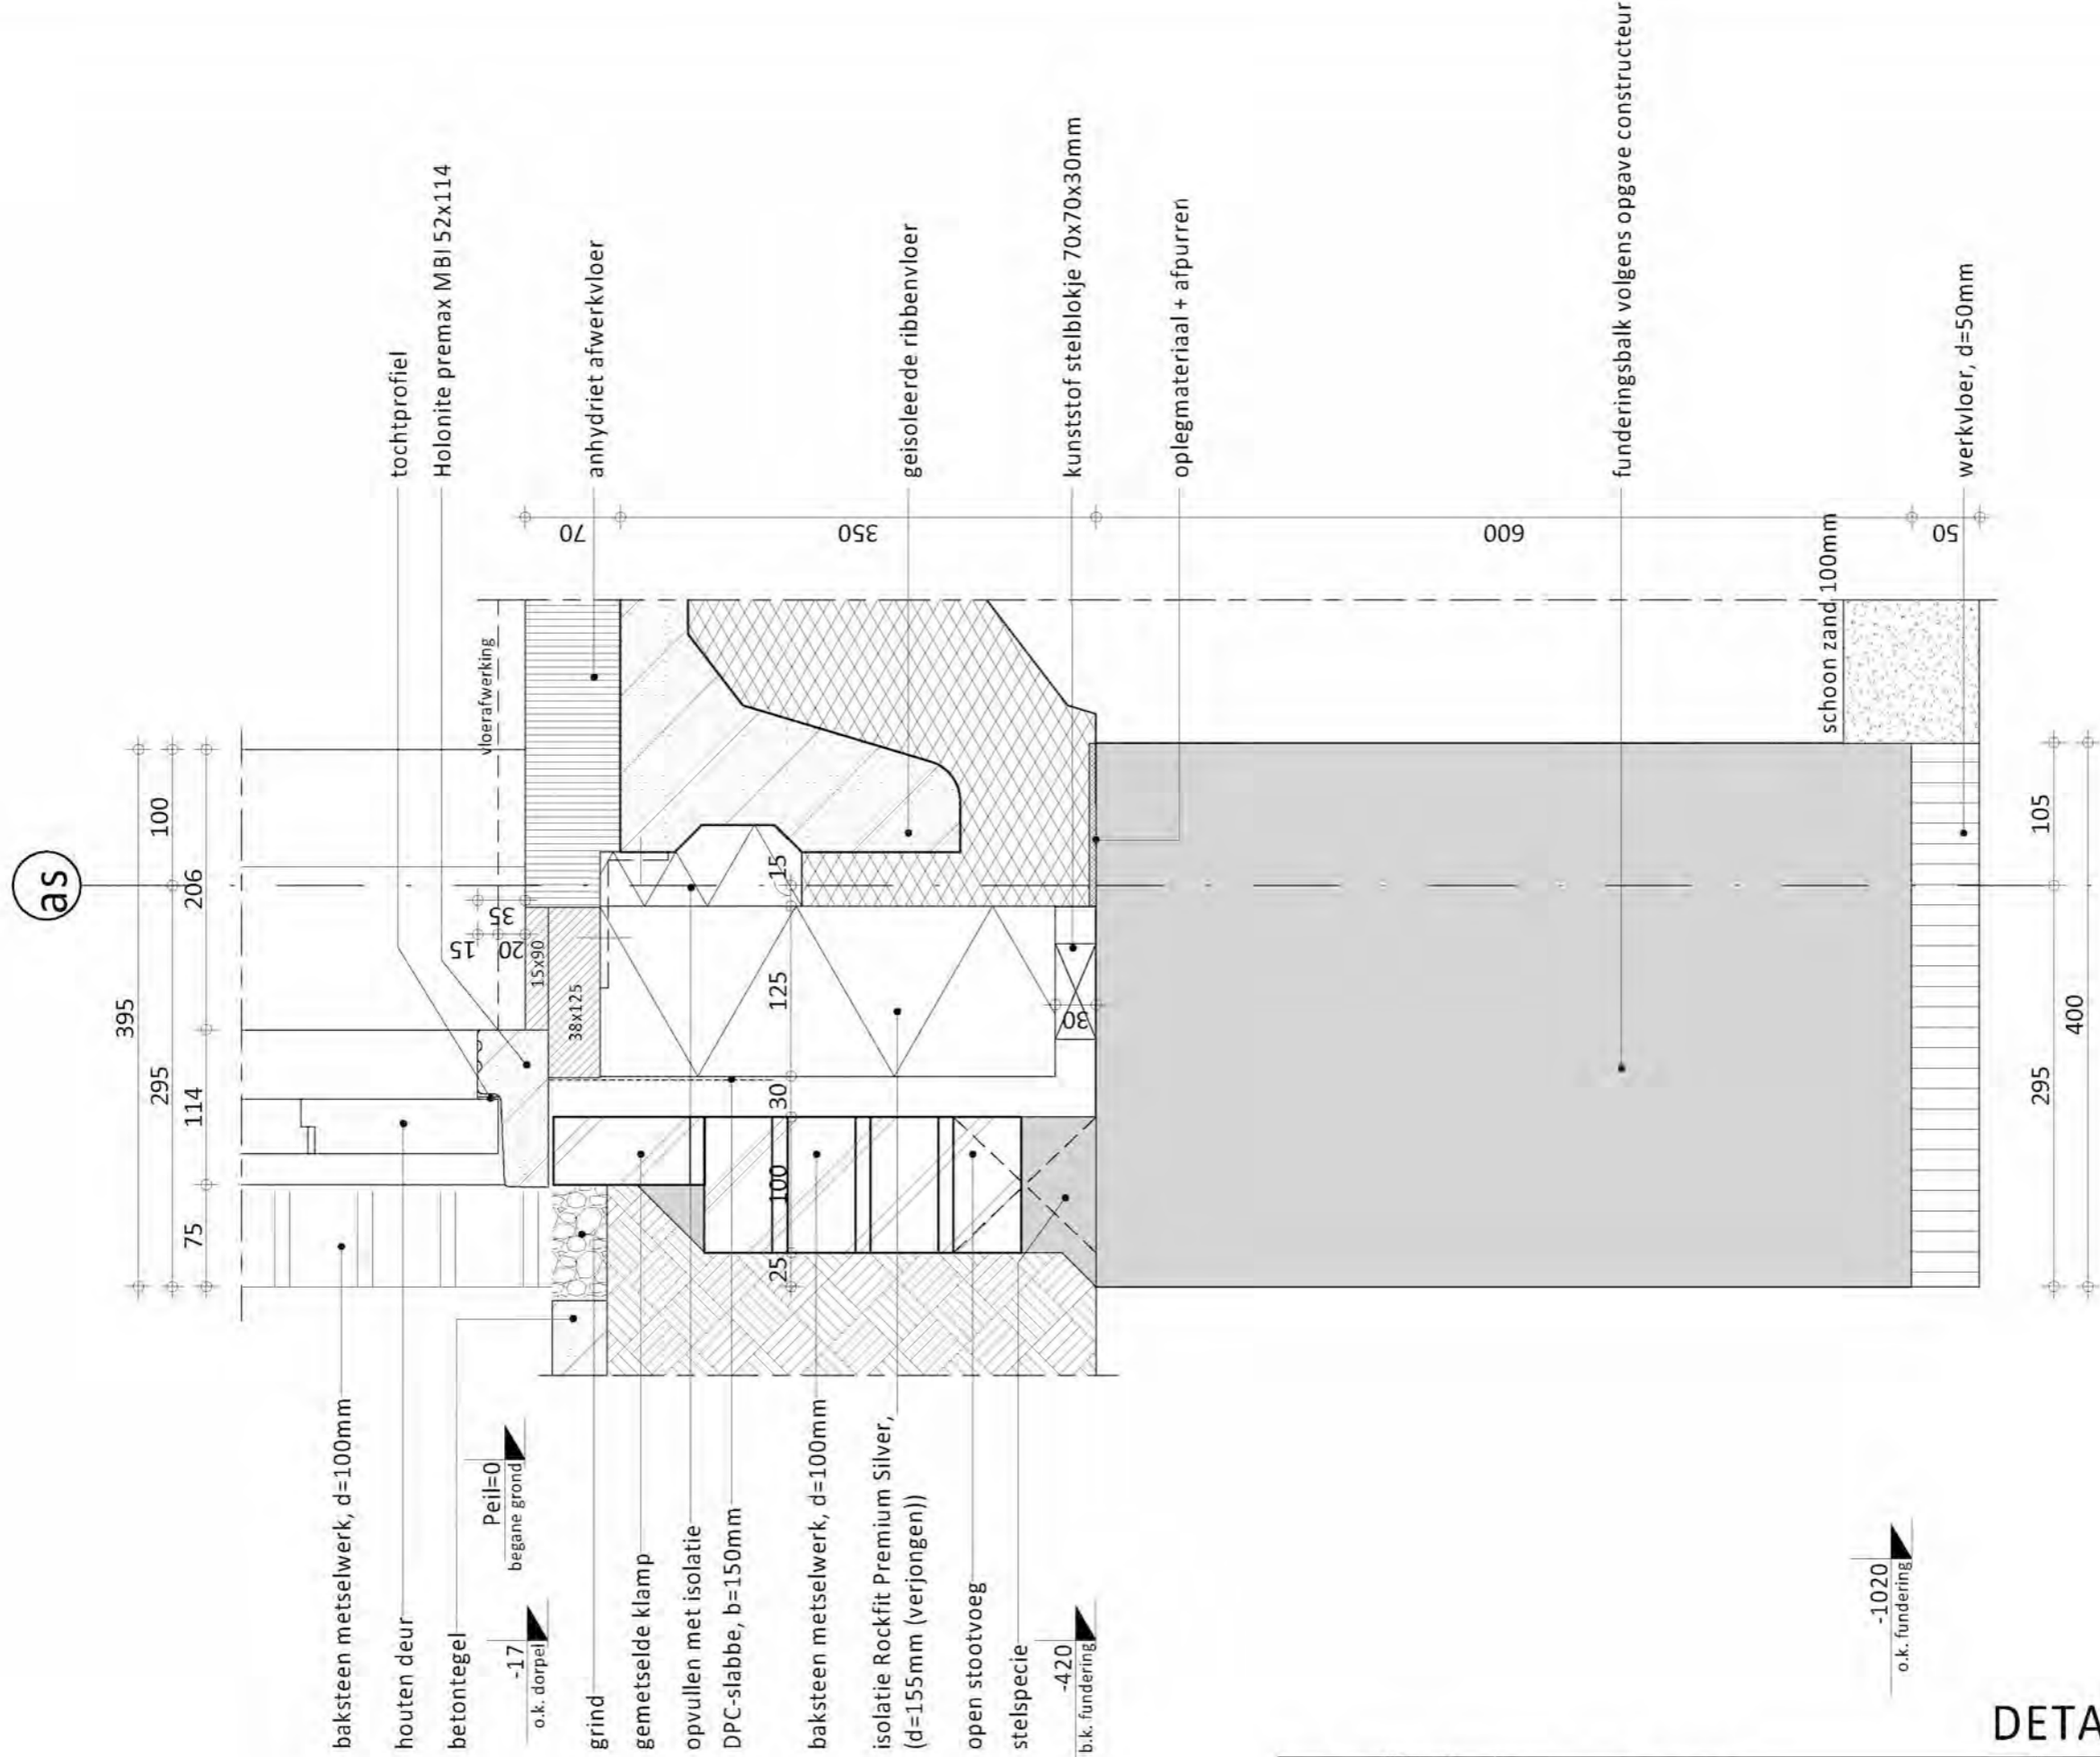 as
395
100
295
206
114
75
tochtprofiel
Holonite premax MBI 52x114
anhydriet afwerkvloer
geisoleerde ribbenvloer
kunststof stelblokje 70x70x30mm
oplegmateriaal + afpurren
funderingsbalk volgens opgave constructeur
werkvloer, d=50mm
70
350
600
50
vloerafwerking
schoon zand 100mm
35
15
20
15x90
38x125
15
125
30
30
100
25
105
295
400
baksten metselwerk, d=100mm
houten deur
betontegel
Peil=0
begane grond
-17
o.k. dorpel
grind
gemetselde klamp
opvullen met isolatie
DPC-slabbe, b=150mm
baksten metselwerk, d=100mm
isolatie Rockfit Premium Silver,
(d=155mm (verjongen))
open stootvoeg
stelspecie
-420
b.k. fundering
-1020
o.k. fundering
DETA